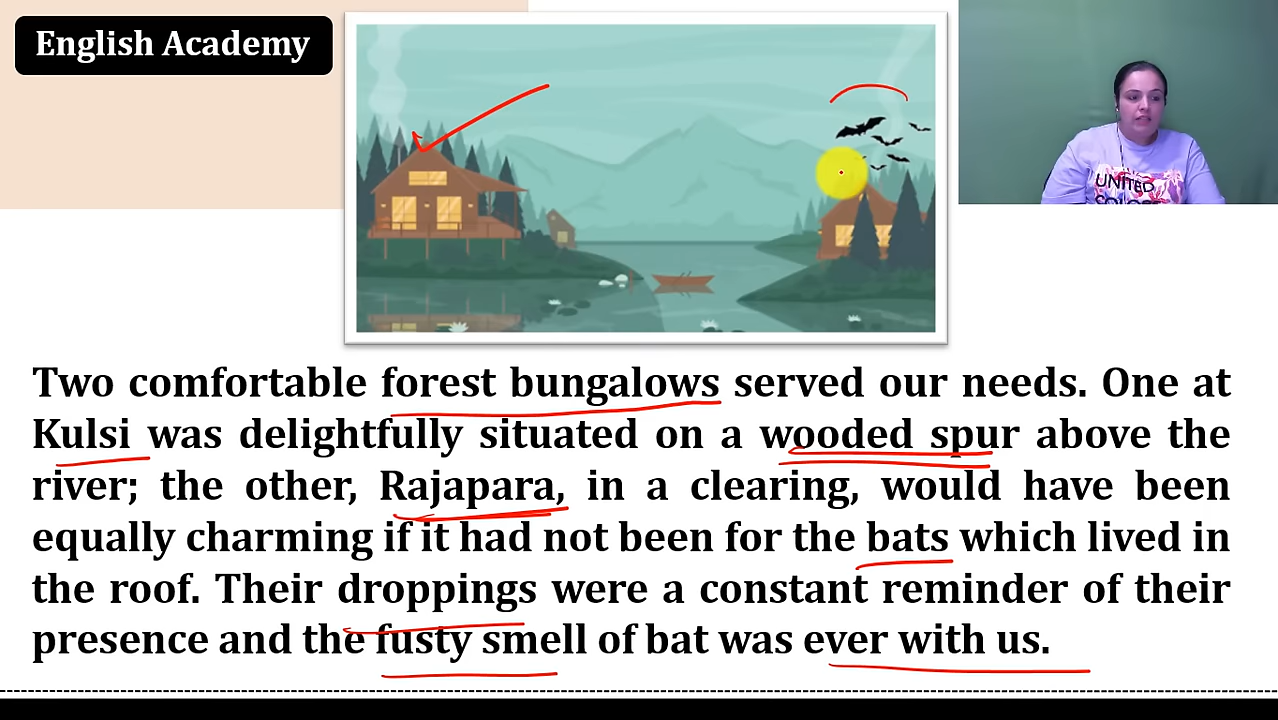 English Academy
UNITED
Two comfortable forest bungalows served our needs. One at
Kulsi was delightfully situated on a wooded spur above the
river; the other, Rajapara, in a clearing, would have been
equally charming if it had not been for the bats which lived in
the roof. Their droppings were a constant reminder of their
presence and the fusty smell of bat was ever with us.